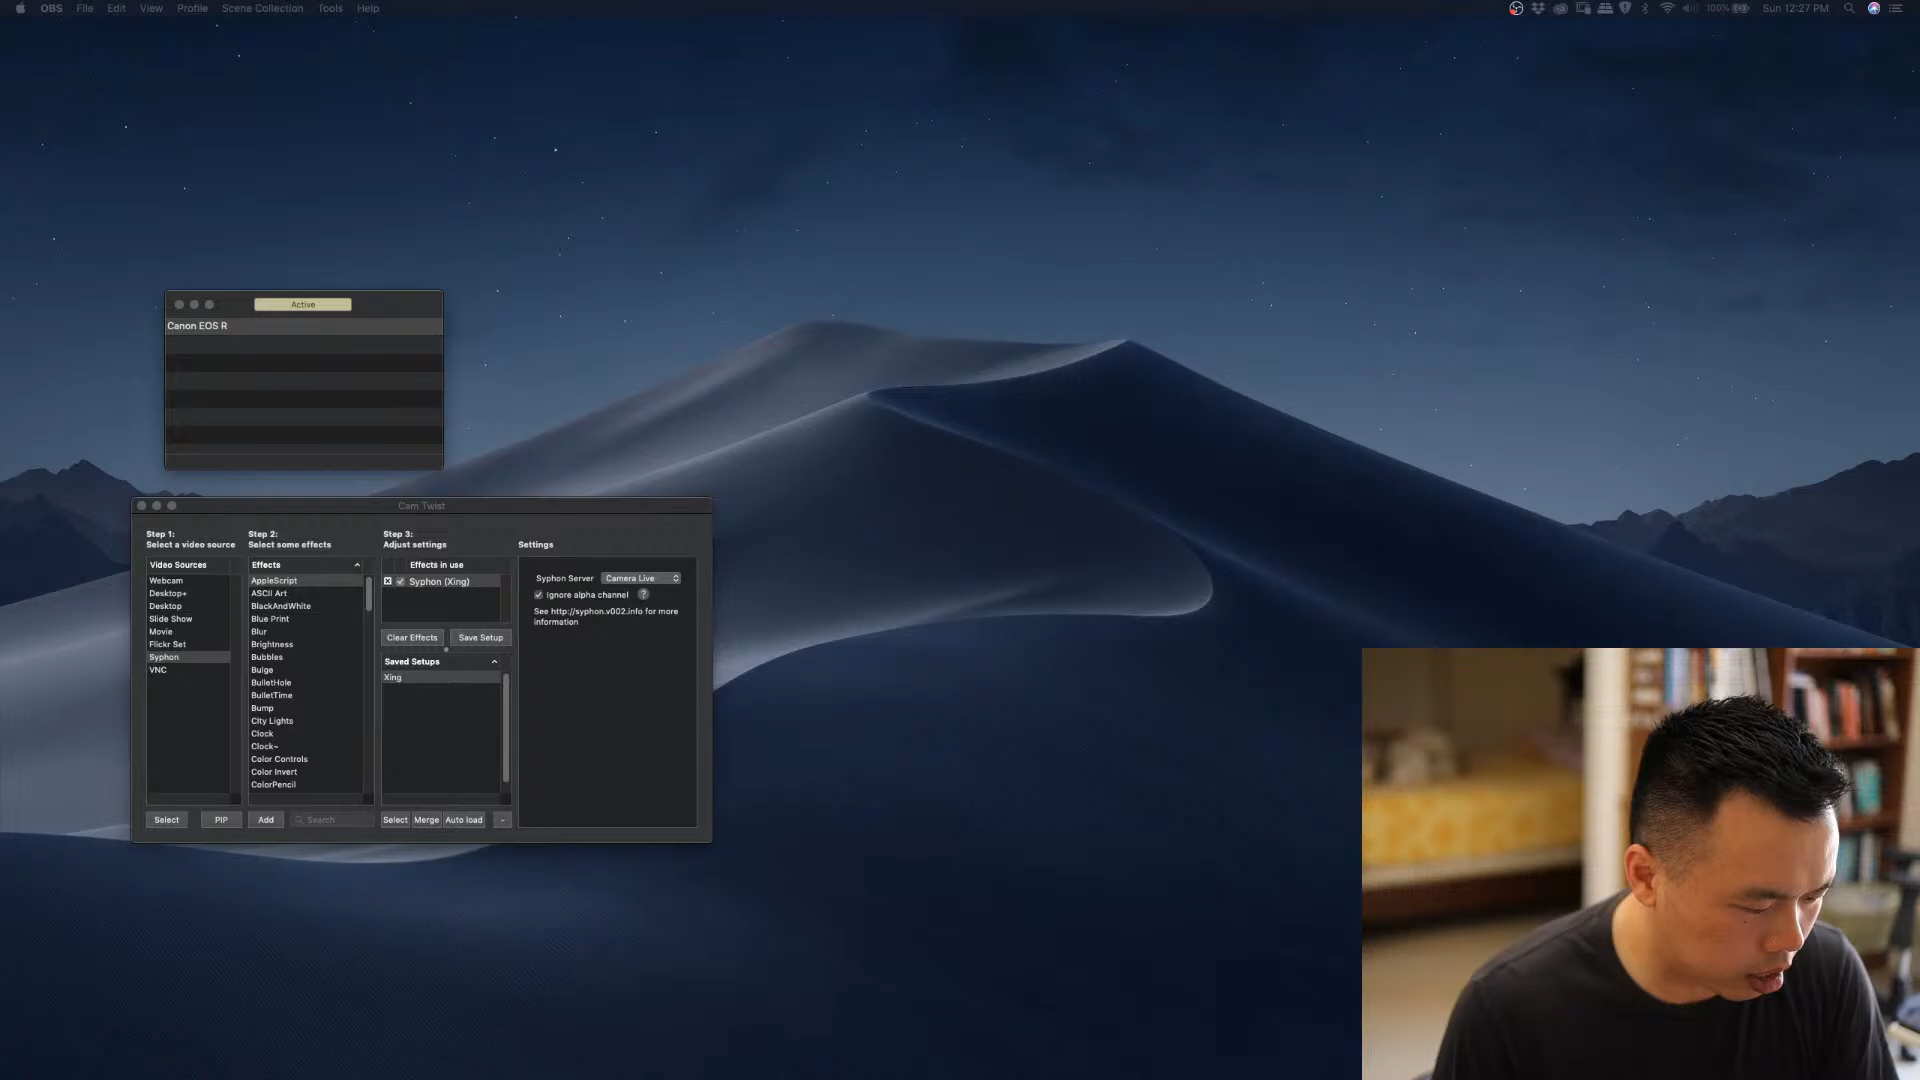 OBS File Edit View Profile Scene Collection Tools Help
100% Sun 12:27 PM
Active
Canon EOS R
Cam Twist
Step 1:
Select a video source
Video Sources
Webcam
Desktop+
Desktop
Slide Show
Movie
Flickr Set
Syphon
VNC
Select PIP
Step 2:
Select some effects
Effects
AppleScript
ASCII Art
BlackAndWhite
Blue Print
Blur
Brightness
Bubbles
Bulge
BulletHole
BulletTime
Bump
City Lights
Clock
Clock~
Color Controls
Color Invert
ColorPencil
Add Search
Step 3:
Adjust settings
Effects in use
Syphon (Xing)
Clear Effects Save Setup
Saved Setups
Xing
Select Merge Auto load -
Settings
Syphon Server Camera Live
Ignore alpha channel ?
See http://syphon.v002.info for more
information